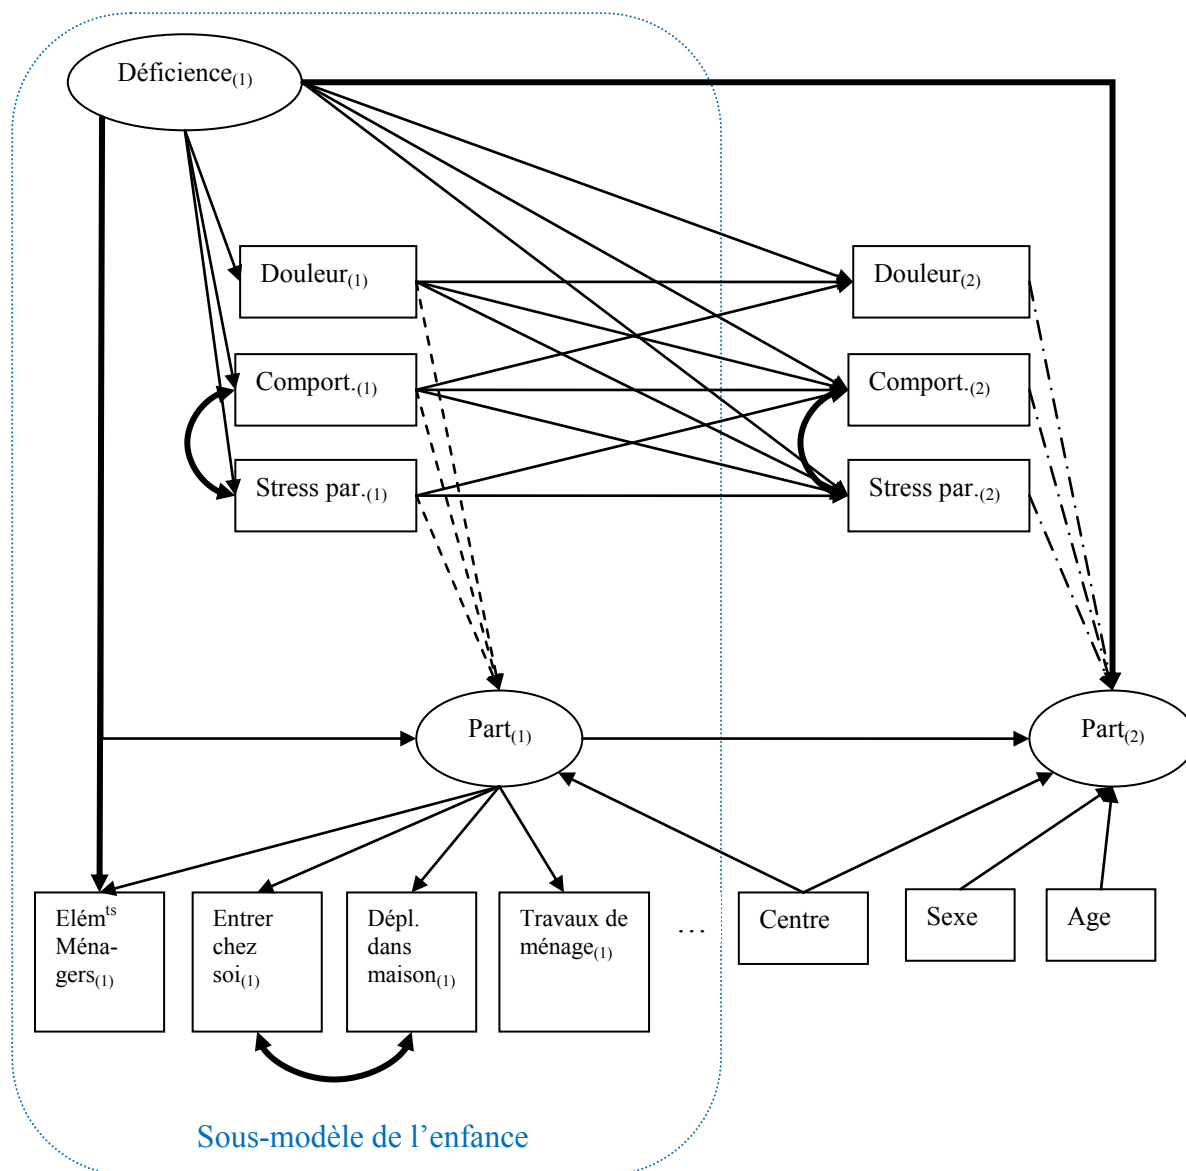 Déficience(1)
Douleur(1)
Douleur(2)
Comport.(1)
Comport.(2)
Stress par.(1)
Stress par.(2)
Part(1)
Part(2)
Elémts
Ména-
gers(1)
Entrer
chez
soi(1)
Dépl.
dans
maison(1)
Travaux de
ménage(1)
...
Centre
Sexe
Age
Sous-modèle de l’enfance